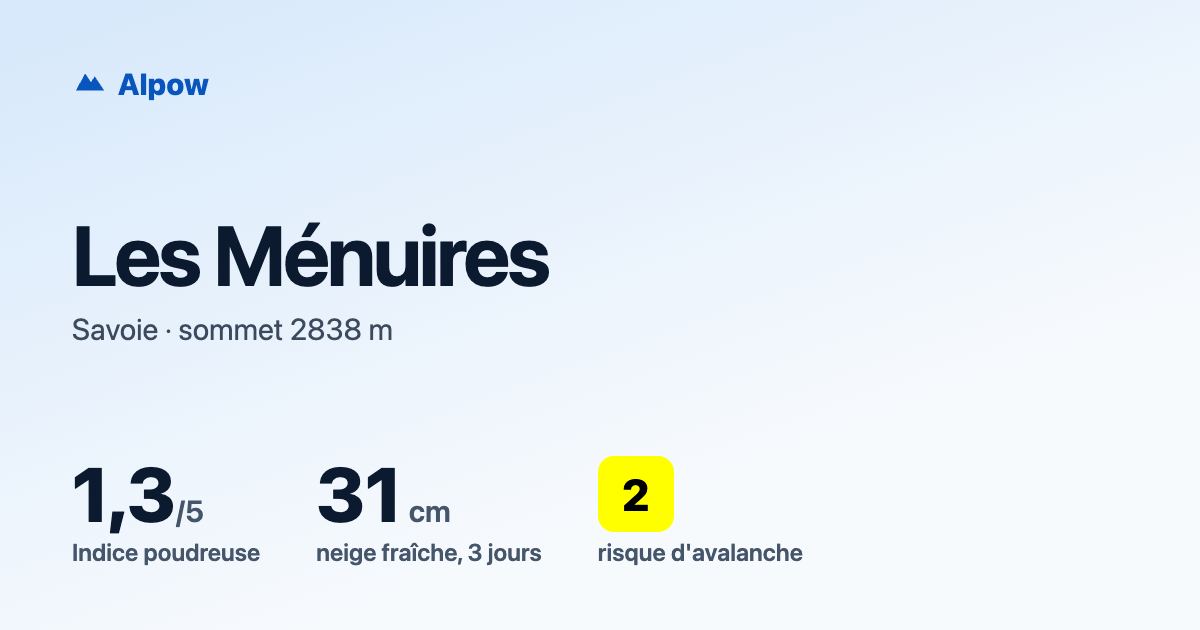 Alpow
Les Ménuires
Savoie · sommet 2838 m
1,3/5
Indice poudreuse
31 cm
neige fraîche, 3 jours
2
risque d'avalanche